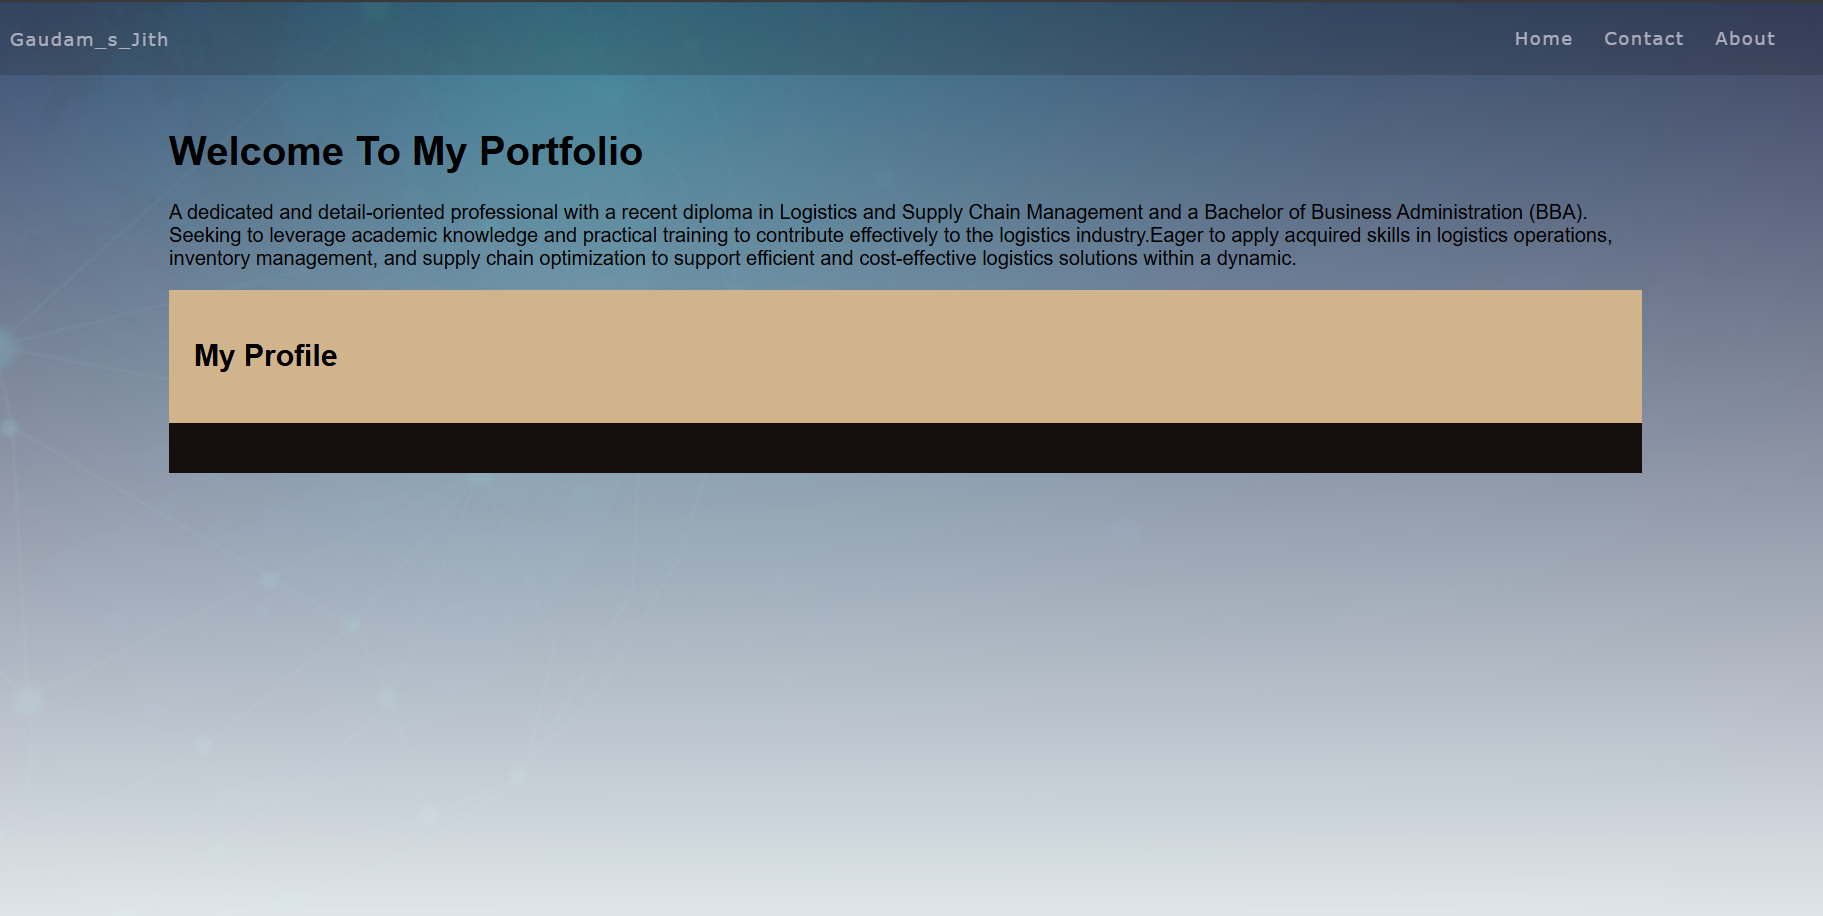 Gaudam_s_Jith
Home Contact About
Welcome To My Portfolio
A dedicated and detail-oriented professional with a recent diploma in Logistics and Supply Chain Management and a Bachelor of Business Administration (BBA).
Seeking to leverage academic knowledge and practical training to contribute effectively to the logistics industry.Eager to apply acquired skills in logistics operations,
inventory management, and supply chain optimization to support efficient and cost-effective logistics solutions within a dynamic.
My Profile